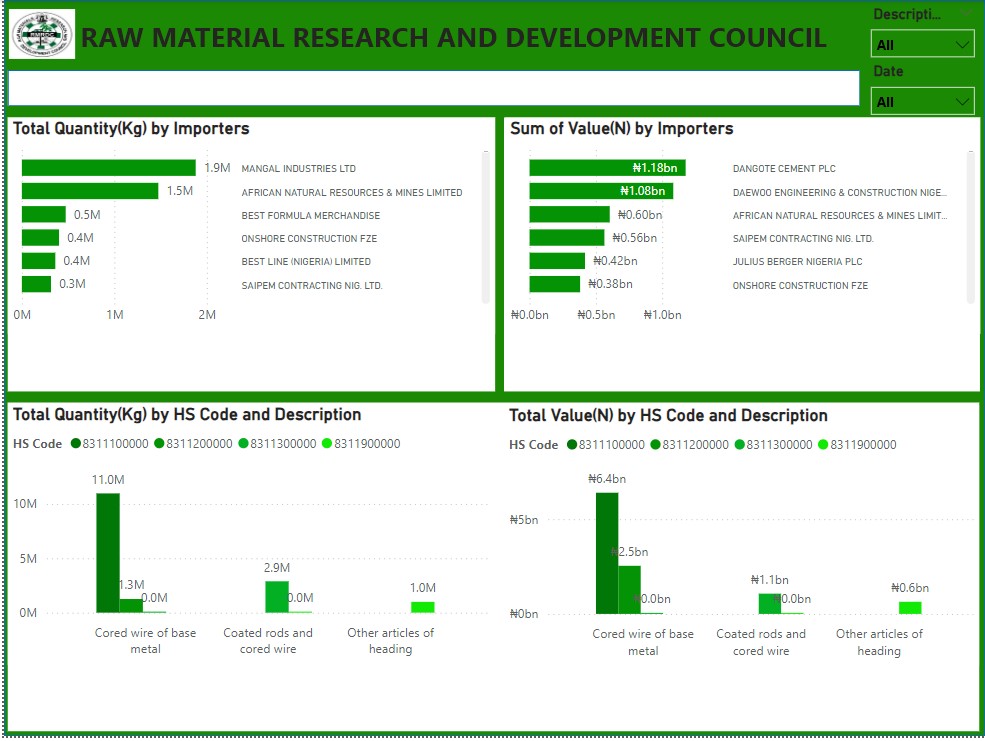 RAW MATERIAL RESEARCH AND DEVELOPMENT COUNCIL
Descripti...
All
Date
All
Total Quantity(Kg) by Importers
1.9M MANGAL INDUSTRIES LTD
1.5M AFRICAN NATURAL RESOURCES & MINES LIMITED
0.5M BEST FORMULA MERCHANDISE
0.4M ONSHORE CONSTRUCTION FZE
0.4M BEST LINE (NIGERIA) LIMITED
0.3M SAIPEM CONTRACTING NIG. LTD.
0M 1M 2M
Sum of Value(N) by Importers
₦1.18bn DANGOTE CEMENT PLC
₦1.08bn DAEWOO ENGINEERING & CONSTRUCTION NIGE...
₦0.60bn AFRICAN NATURAL RESOURCES & MINES LIMIT...
₦0.56bn SAIPEM CONTRACTING NIG. LTD.
₦0.42bn JULIUS BERGER NIGERIA PLC
₦0.38bn ONSHORE CONSTRUCTION FZE
₦0.0bn ₦0.5bn ₦1.0bn
Total Quantity(Kg) by HS Code and Description
HS Code 8311100000 8311200000 8311300000 8311900000
11.0M
10M
5M
2.9M
1.3M
0.0M
0.0M
1.0M
0M
Cored wire of base
metal
Coated rods and
cored wire
Other articles of
heading
Total Value(N) by HS Code and Description
HS Code 8311100000 8311200000 8311300000 8311900000
₦6.4bn
₦5bn
₦2.5bn
₦1.1bn
₦0.0bn
₦0.0bn
₦0.6bn
₦0bn
Cored wire of base
metal
Coated rods and
cored wire
Other articles of
heading